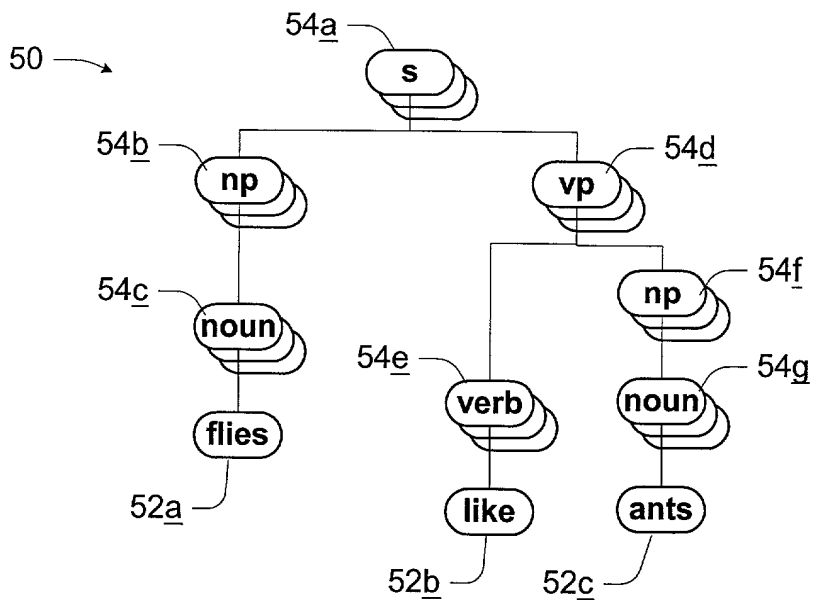 50
54a
s
54b
np
54d
vp
54c
noun
54f
np
54e
verb
54g
noun
flies
52a
like
52b
ants
52c